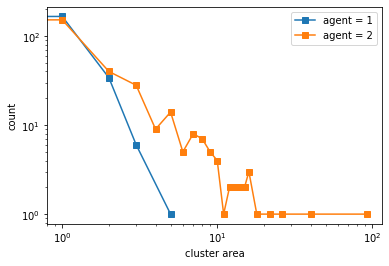 agent = 1
agent = 2
10²
10¹
10⁰
count
10⁰ 10¹ 10²
cluster area